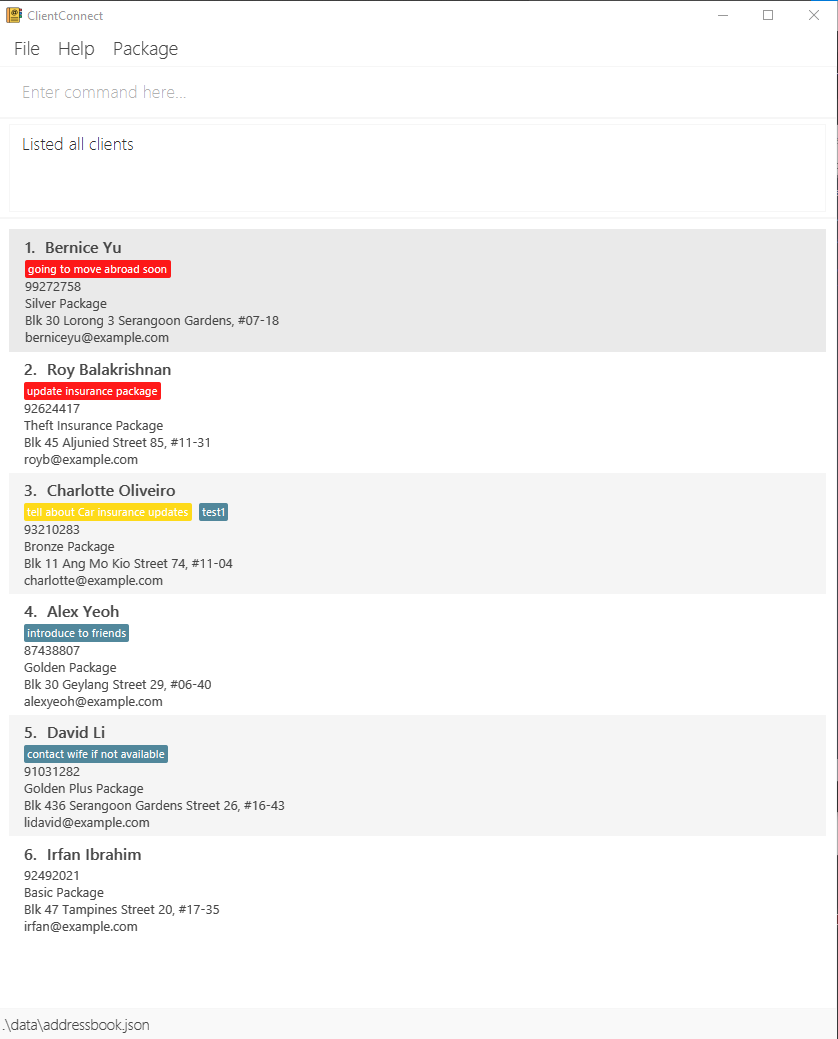 ClientConnect
File Help Package
Enter command here...
Listed all clients
1. Bernice Yu
going to move abroad soon
99272758
Silver Package
Blk 30 Lorong 3 Serangoon Gardens, #07-18
berniceyu@example.com
2. Roy Balakrishnan
update insurance package
92624417
Theft Insurance Package
Blk 45 Aljunied Street 85, #11-31
royb@example.com
3. Charlotte Oliveiro
tell about Car insurance updates test1
93210283
Bronze Package
Blk 11 Ang Mo Kio Street 74, #11-04
charlotte@example.com
4. Alex Yeoh
introduce to friends
87438807
Golden Package
Blk 30 Geylang Street 29, #06-40
alexyeoh@example.com
5. David Li
contact wife if not available
91031282
Golden Plus Package
Blk 436 Serangoon Gardens Street 26, #16-43
lidavid@example.com
6. Irfan Ibrahim
92492021
Basic Package
Blk 47 Tampines Street 20, #17-35
irfan@example.com
.\data\addressbook.json